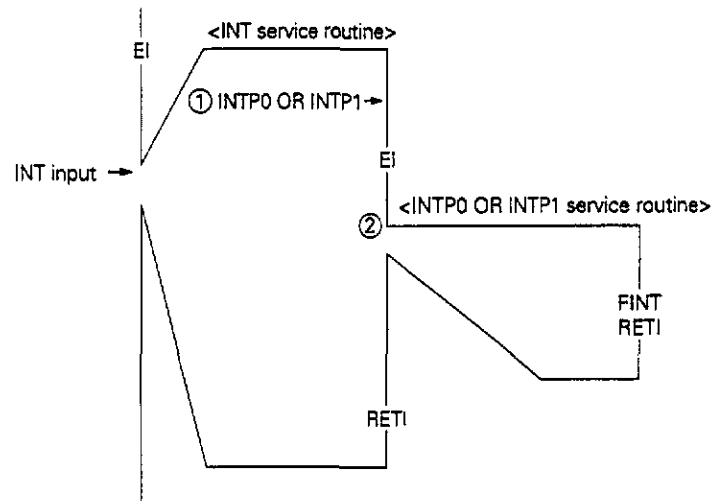 <INT service routine>
EI
① INTP0 OR INTP1→
EI
INT input →
<INTP0 OR INTP1 service routine>
②
FINT
RETI
RETI